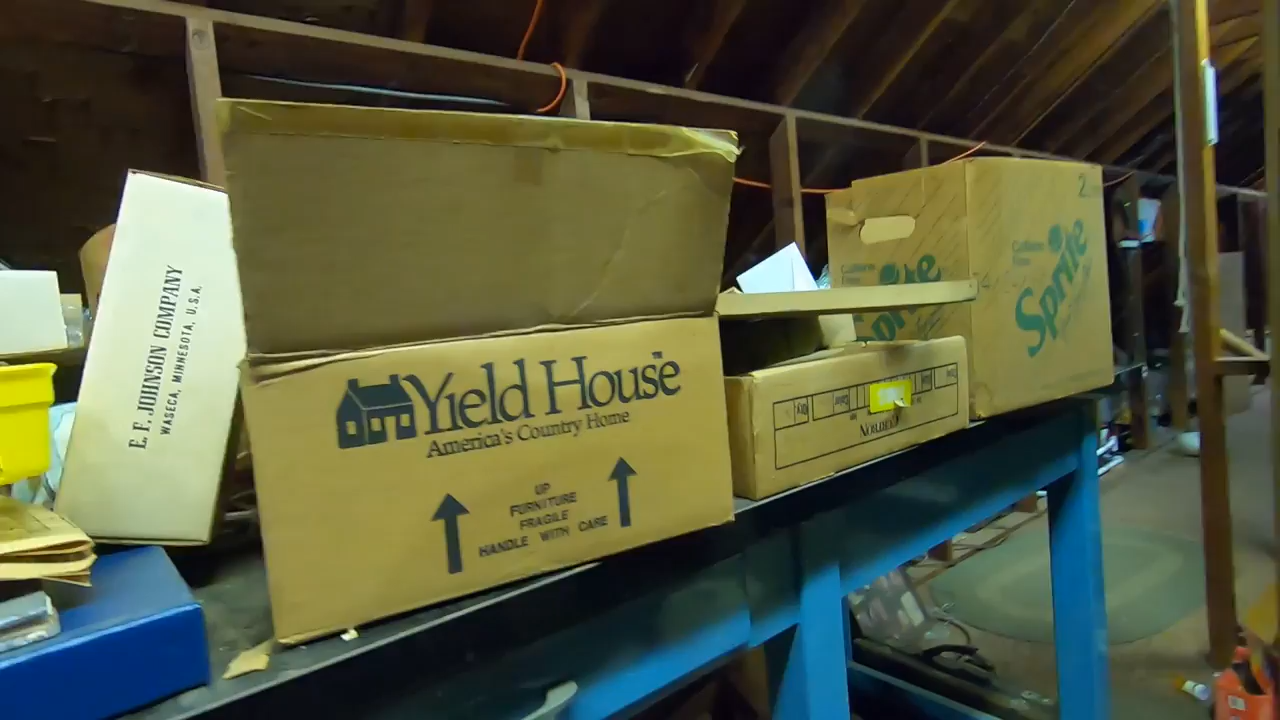 E. F. JOHNSON COMPANY
WASECA, MINNESOTA, U.S.A.
Yield House
America's Country Home
UP
FURNITURE
FRAGILE
HANDLE WITH CARE
Sprite
Sprite
2